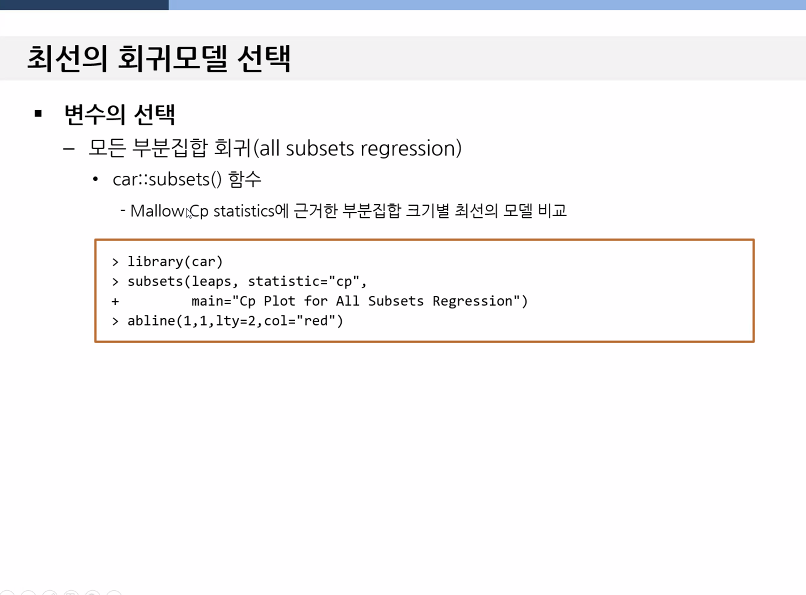 최선의 회귀모델 선택
▪ 변수의 선택
– 모든 부분집합 회귀(all subsets regression)
• car::subsets() 함수
- Mallow Cp statistics에 근거한 부분집합 크기별 최선의 모델 비교
> library(car)
> subsets(leaps, statistic="cp",
+         main="Cp Plot for All Subsets Regression")
> abline(1,1,lty=2,col="red")